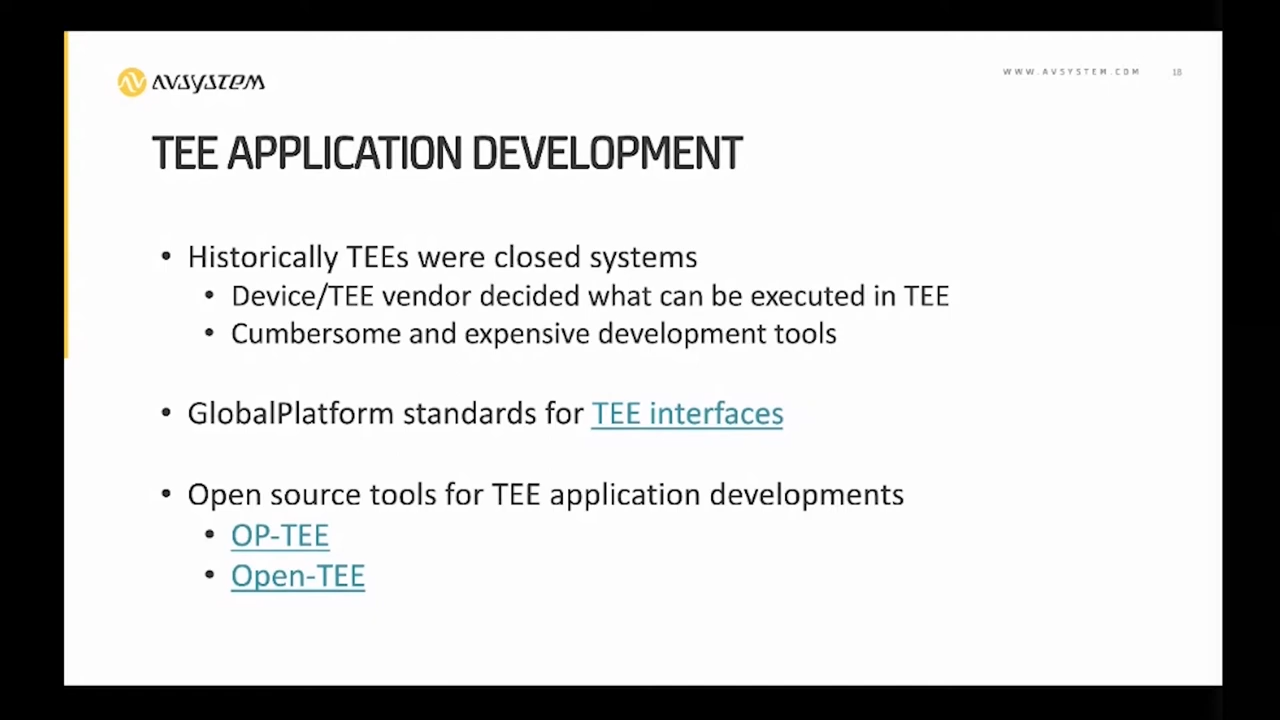 AVSYSTEM
WWW.AVSYSTEM.COM 18
TEE APPLICATION DEVELOPMENT
• Historically TEEs were closed systems
• Device/TEE vendor decided what can be executed in TEE
• Cumbersome and expensive development tools
• GlobalPlatform standards for TEE interfaces
• Open source tools for TEE application developments
• OP-TEE
• Open-TEE